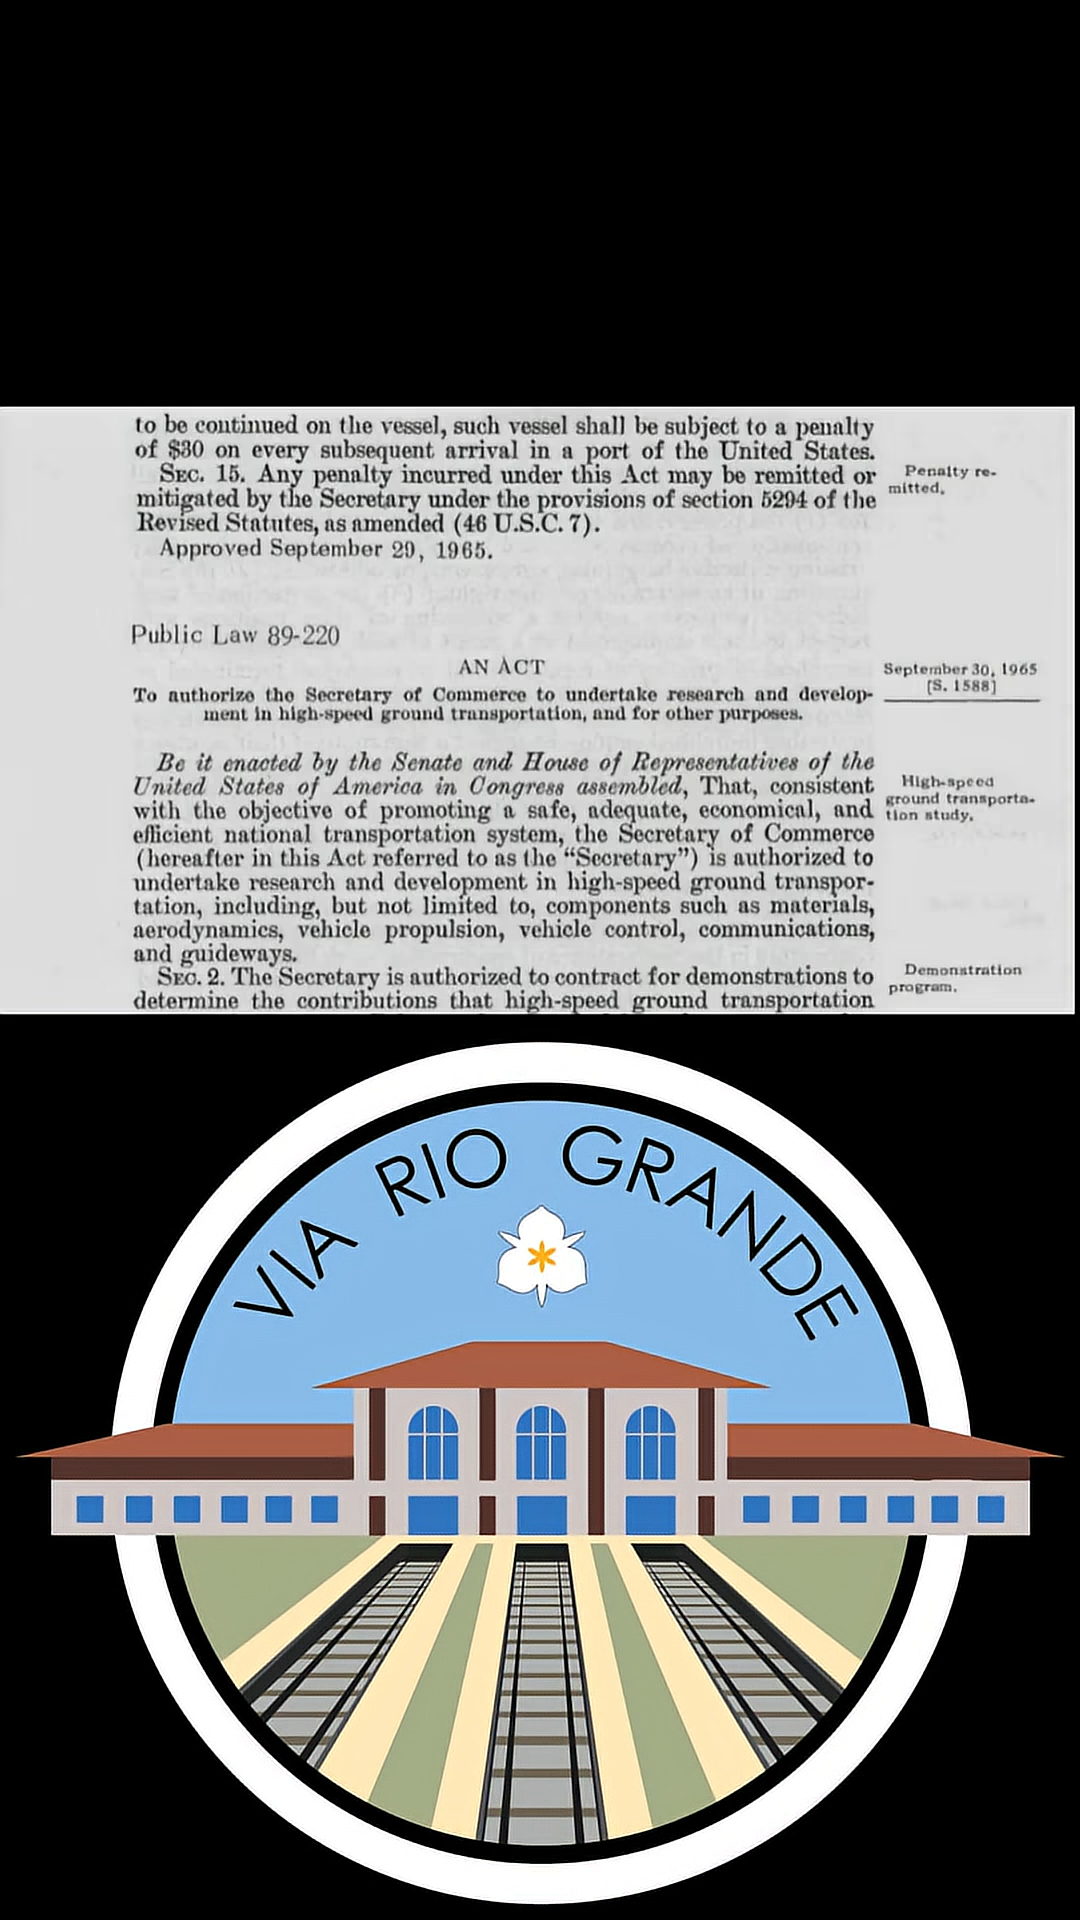 to be continued on the vessel, such vessel shall be subject to a penalty
of $30 on every subsequent arrival in a port of the United States.
SEC. 15. Any penalty incurred under this Act may be remitted or
mitigated by the Secretary under the provisions of section 5294 of the
Revised Statutes, as amended (46 U.S.C. 7).
Approved September 29, 1965.
Penalty re-
mitted.
Public Law 89-220
AN ACT
To authorize the Secretary of Commerce to undertake research and develop-
ment in high-speed ground transportation, and for other purposes.
September 30, 1965
[S. 1588]
Be it enacted by the Senate and House of Representatives of the
United States of America in Congress assembled, That, consistent
with the objective of promoting a safe, adequate, economical, and
efficient national transportation system, the Secretary of Commerce
(hereafter in this Act referred to as the “Secretary”) is authorized to
undertake research and development in high-speed ground transpor-
tation, including, but not limited to, components such as materials,
aerodynamics, vehicle propulsion, vehicle control, communications,
and guideways.
High-speed
ground transporta-
tion study.
SEC. 2. The Secretary is authorized to contract for demonstrations to
determine the contributions that high-speed ground transportation
Demonstration
program.
VIA RIO GRANDE